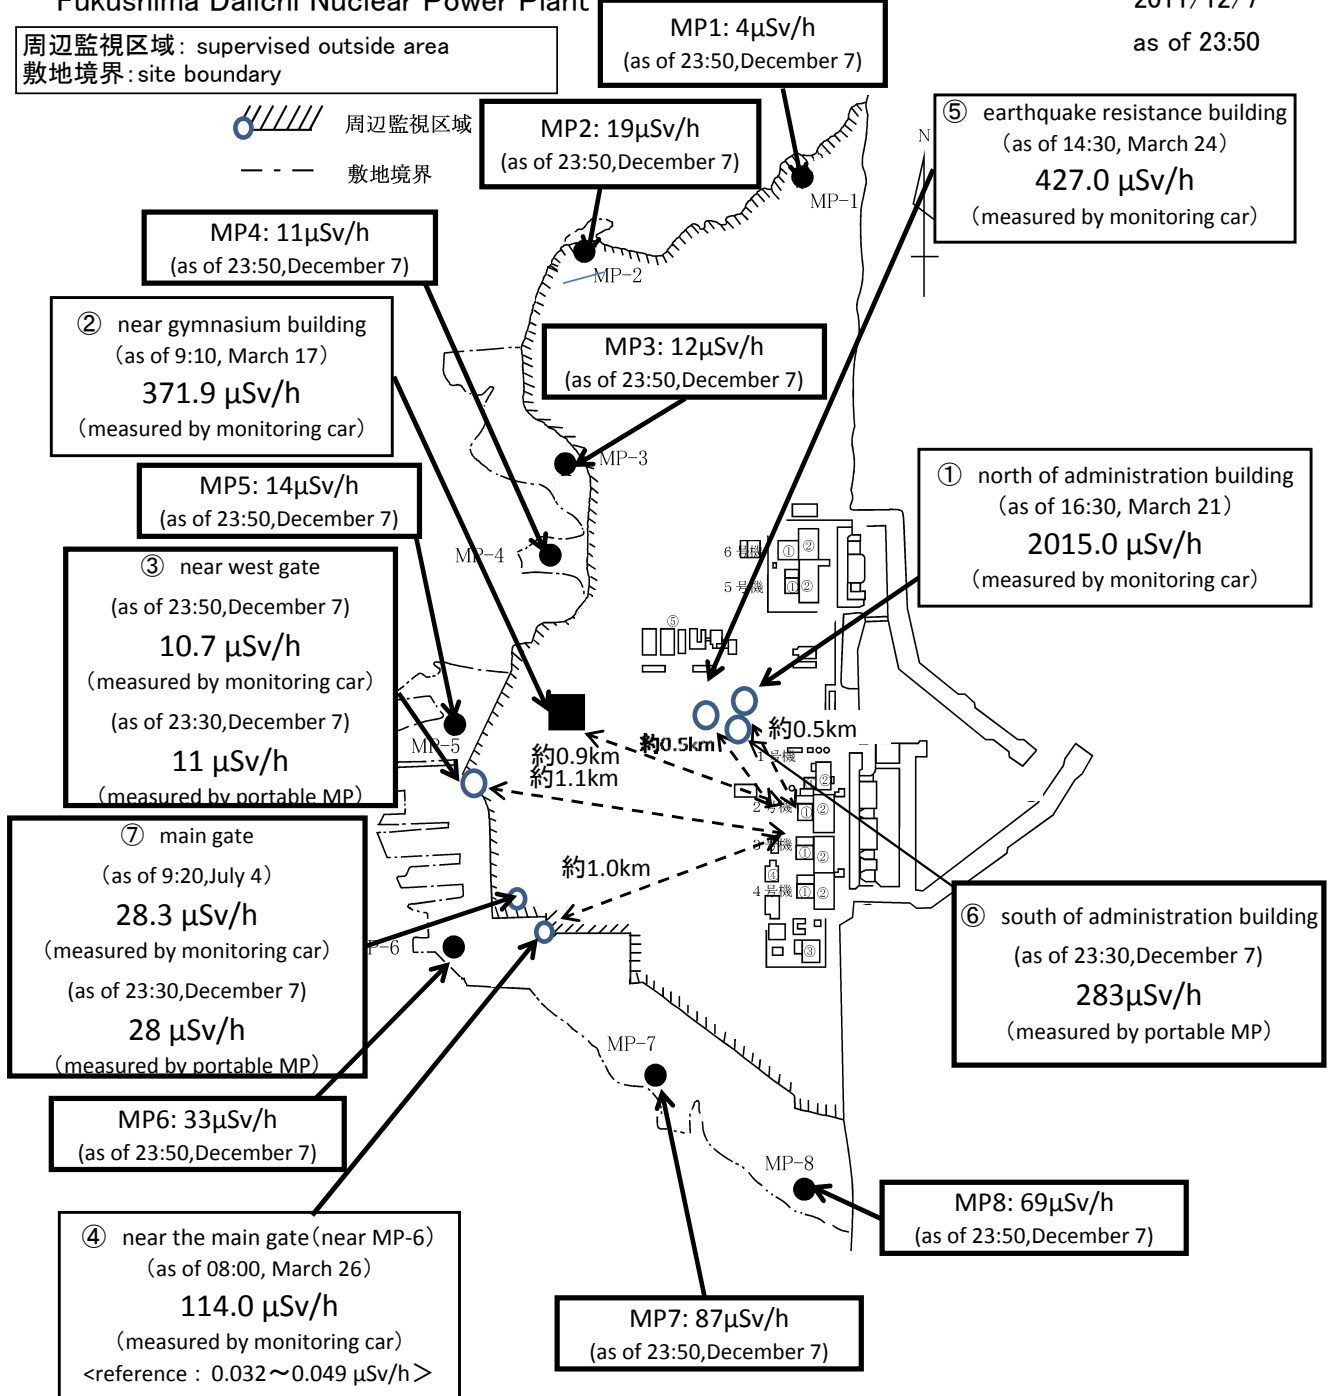 Fukushima Daiichi Nuclear Power Plant
2011/12/7
as of 23:50
周辺監視区域: supervised outside area
敷地境界:site boundary
周辺監視区域
敷地境界
MP1: 4μSv/h
(as of 23:50,December 7)
MP2: 19μSv/h
(as of 23:50,December 7)
⑤ earthquake resistance building
(as of 14:30, March 24)
427.0 μSv/h
(measured by monitoring car)
N
MP-1
MP4: 11μSv/h
(as of 23:50,December 7)
MP-2
② near gymnasium building
(as of 9:10, March 17)
371.9 μSv/h
(measured by monitoring car)
MP3: 12μSv/h
(as of 23:50,December 7)
MP-3
MP5: 14μSv/h
(as of 23:50,December 7)
① north of administration building
(as of 16:30, March 21)
2015.0 μSv/h
(measured by monitoring car)
MP-4
6号機
① ②
5号機
① ②
③ near west gate
(as of 23:50,December 7)
10.7 μSv/h
(measured by monitoring car)
(as of 23:30,December 7)
11 μSv/h
(measured by portable MP)
⑤
MP-5
約0.5km
約0.5km
約0.9km
約1.1km
1号機
②
2号機
① ②
3号機
① ②
④
4号機
① ②
③
約1.0km
⑦ main gate
(as of 9:20,July 4)
28.3 μSv/h
(measured by monitoring car)
(as of 23:30,December 7)
28 μSv/h
(measured by portable MP)
P-6
⑥ south of administration building
(as of 23:30,December 7)
283μSv/h
(measured by portable MP)
MP-7
MP6: 33μSv/h
(as of 23:50,December 7)
MP-8
MP8: 69μSv/h
(as of 23:50,December 7)
④ near the main gate(near MP-6)
(as of 08:00, March 26)
114.0 μSv/h
(measured by monitoring car)
<reference : 0.032~0.049 μSv/h>
MP7: 87μSv/h
(as of 23:50,December 7)